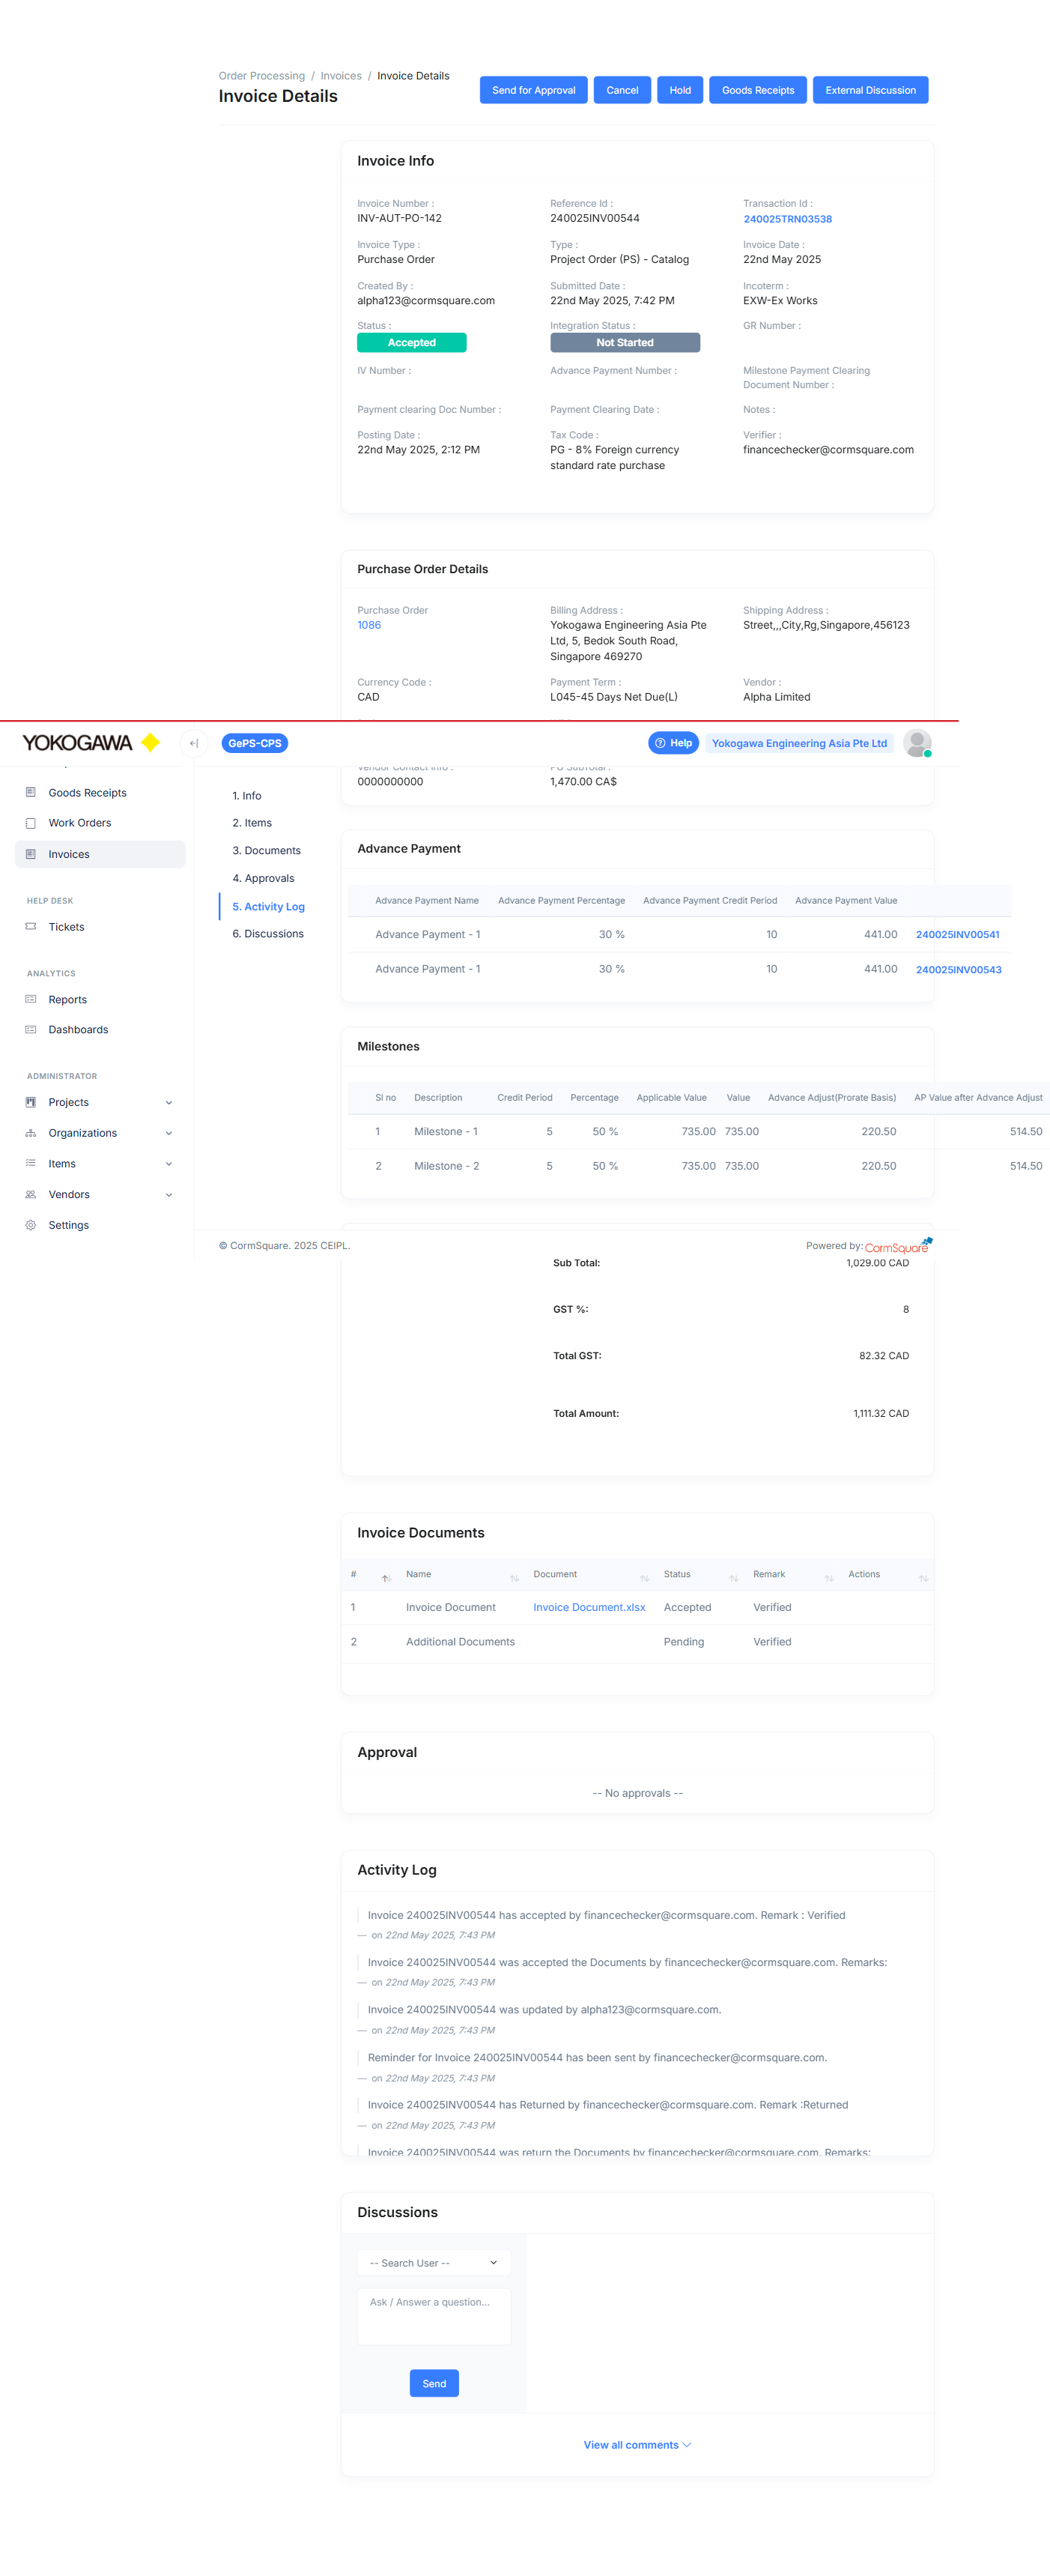 Order Processing / Invoices / Invoice Details
Invoice Details
Send for Approval
Cancel
Hold
Goods Receipts
External Discussion
Invoice Info
Invoice Number :
INV-AUT-PO-142
Reference Id :
240025INV00544
Transaction Id :
240025TRN03538
Invoice Type :
Purchase Order
Type :
Project Order (PS) - Catalog
Invoice Date :
22nd May 2025
Created By :
alpha123@cormsquare.com
Submitted Date :
22nd May 2025, 7:42 PM
Incoterm :
EXW-Ex Works
Status :
Accepted
Integration Status :
Not Started
GR Number :
IV Number :
Advance Payment Number :
Milestone Payment Clearing
Document Number :
Payment clearing Doc Number :
Payment Clearing Date :
Notes :
Posting Date :
22nd May 2025, 2:12 PM
Tax Code :
PG - 8% Foreign currency
standard rate purchase
Verifier :
financechecker@cormsquare.com
Purchase Order Details
Purchase Order
1086
Billing Address :
Yokogawa Engineering Asia Pte
Ltd, 5, Bedok South Road,
Singapore 469270
Shipping Address :
Street,,,City,Rg,Singapore,456123
Currency Code :
CAD
Payment Term :
L045-45 Days Net Due(L)
Vendor :
Alpha Limited
YOKOGAWA
GePS-CPS
Help
Yokogawa Engineering Asia Pte Ltd
Vendor Contact Info :
0000000000
PO Subtotal :
1,470.00 CA$
Goods Receipts
Work Orders
Invoices
HELP DESK
Tickets
ANALYTICS
Reports
Dashboards
ADMINISTRATOR
Projects
Organizations
Items
Vendors
Settings
1. Info
2. Items
3. Documents
4. Approvals
5. Activity Log
6. Discussions
Advance Payment
Advance Payment Name Advance Payment Percentage Advance Payment Credit Period Advance Payment Value
Advance Payment - 1 30 % 10 441.00 240025INV00541
Advance Payment - 1 30 % 10 441.00 240025INV00543
Milestones
Sl no Description Credit Period Percentage Applicable Value Value Advance Adjust(Prorate Basis) AP Value after Advance Adjust
1 Milestone - 1 5 50 % 735.00 735.00 220.50 514.50
2 Milestone - 2 5 50 % 735.00 735.00 220.50 514.50
© CormSquare. 2025 CEIPL.
Powered by: CormSquare
Sub Total: 1,029.00 CAD
GST %: 8
Total GST: 82.32 CAD
Total Amount: 1,111.32 CAD
Invoice Documents
# Name Document Status Remark Actions
1 Invoice Document Invoice Document.xlsx Accepted Verified
2 Additional Documents Pending Verified
Approval
-- No approvals --
Activity Log
Invoice 240025INV00544 has accepted by financechecker@cormsquare.com. Remark : Verified
— on 22nd May 2025, 7:43 PM
Invoice 240025INV00544 was accepted the Documents by financechecker@cormsquare.com. Remarks:
— on 22nd May 2025, 7:43 PM
Invoice 240025INV00544 was updated by alpha123@cormsquare.com.
— on 22nd May 2025, 7:43 PM
Reminder for Invoice 240025INV00544 has been sent by financechecker@cormsquare.com.
— on 22nd May 2025, 7:43 PM
Invoice 240025INV00544 has Returned by financechecker@cormsquare.com. Remark :Returned
— on 22nd May 2025, 7:43 PM
Invoice 240025INV00544 was return the Documents by financechecker@cormsquare.com. Remarks:
Discussions
-- Search User --
Ask / Answer a question...
Send
View all comments